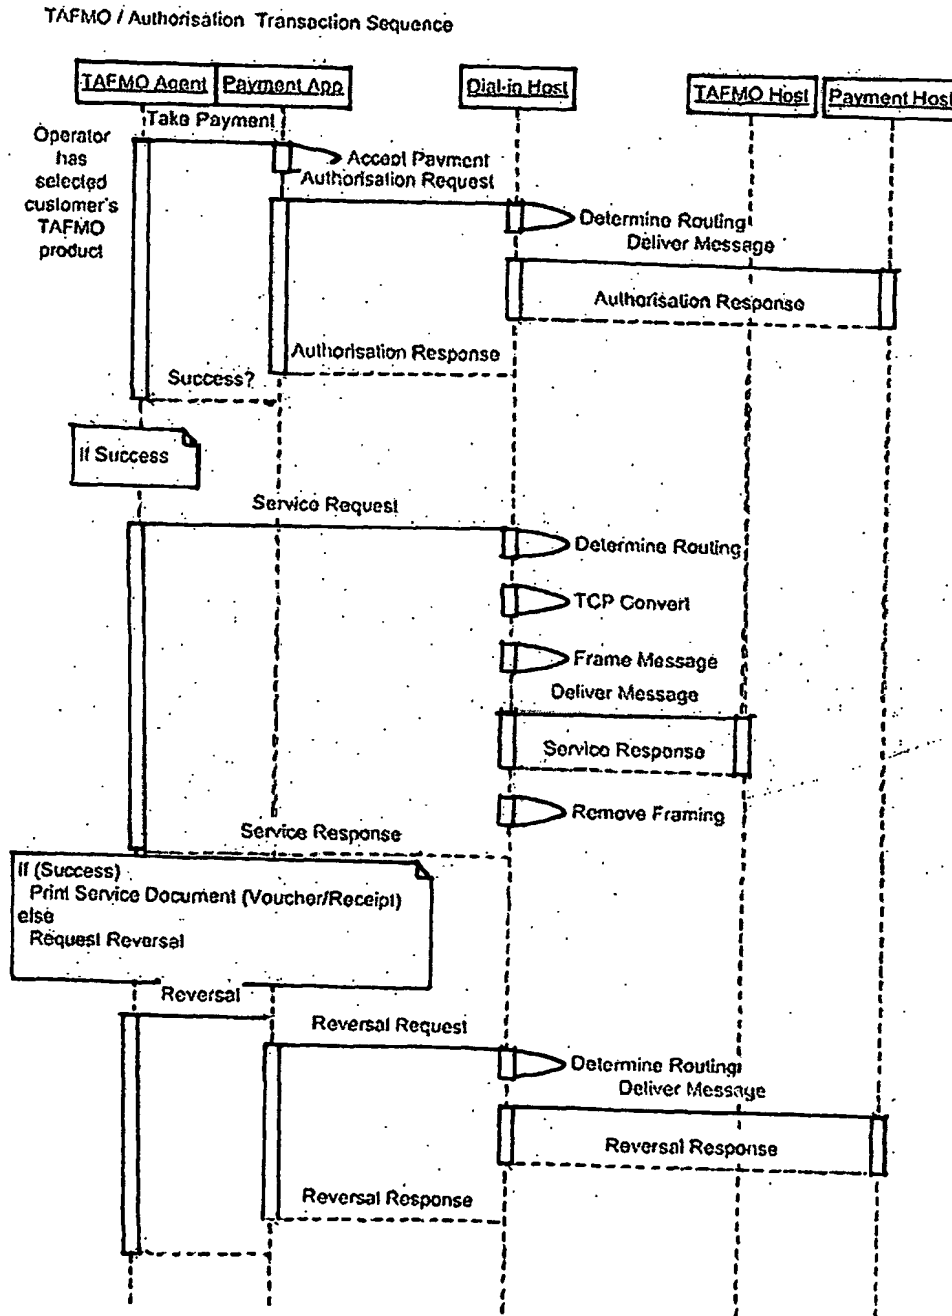 TAFMO / Authorisation Transaction Sequence
TAFMO Agent
Payment App
Dial-in Host
TAFMO Host
Payment Host
Take Payment
Operator
has
selected
customer's
TAFMO
product
Accept Payment
Authorisation Request
Determine Routing
Deliver Message
Authorisation Response
Authorisation Response
Success?
If Success
Service Request
Determine Routing
TCP Convert
Frame Message
Deliver Message
Service Response
Remove Framing
Service Response
If (Success)
Print Service Document (Voucher/Receipt)
else
Request Reversal
Reversal
Reversal Request
Determine Routing
Deliver Message
Reversal Response
Reversal Response